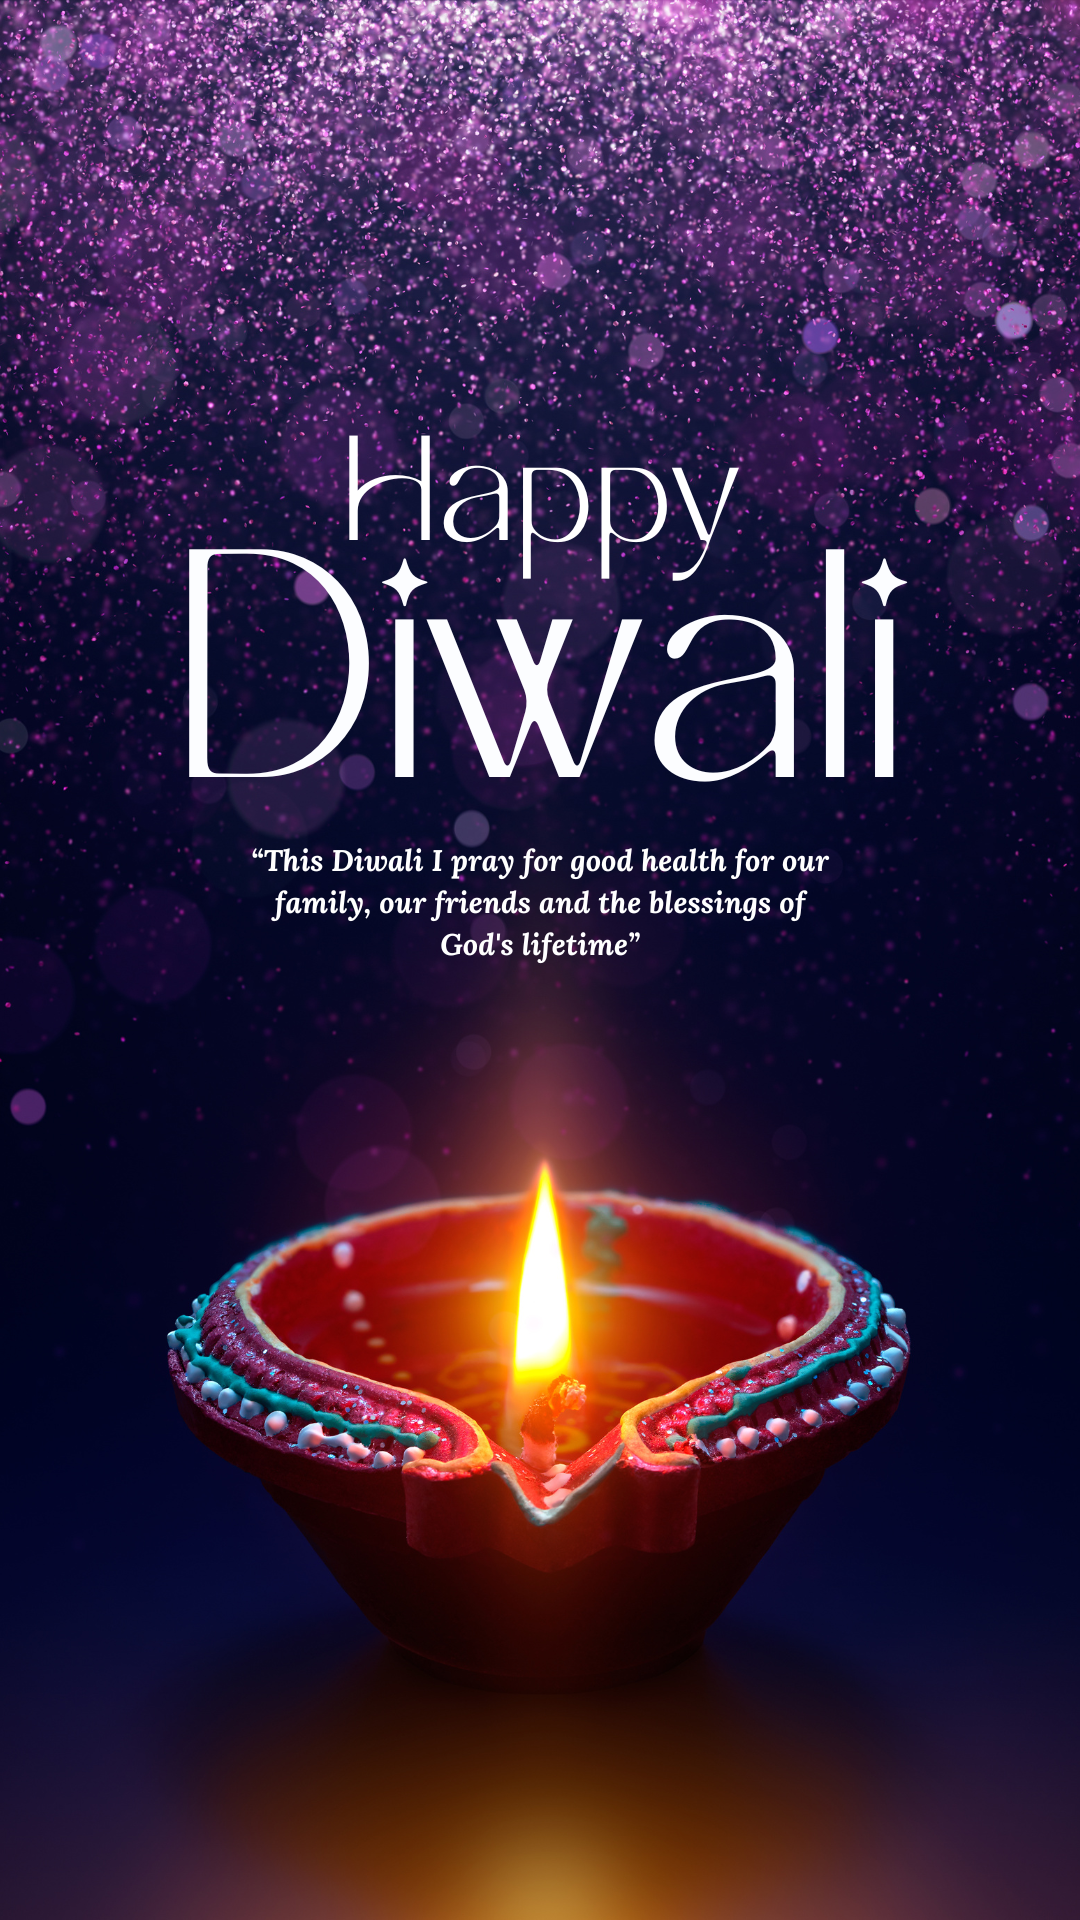 Happy
Diwali
“This Diwali I pray for good health for our
family, our friends and the blessings of
God's lifetime”